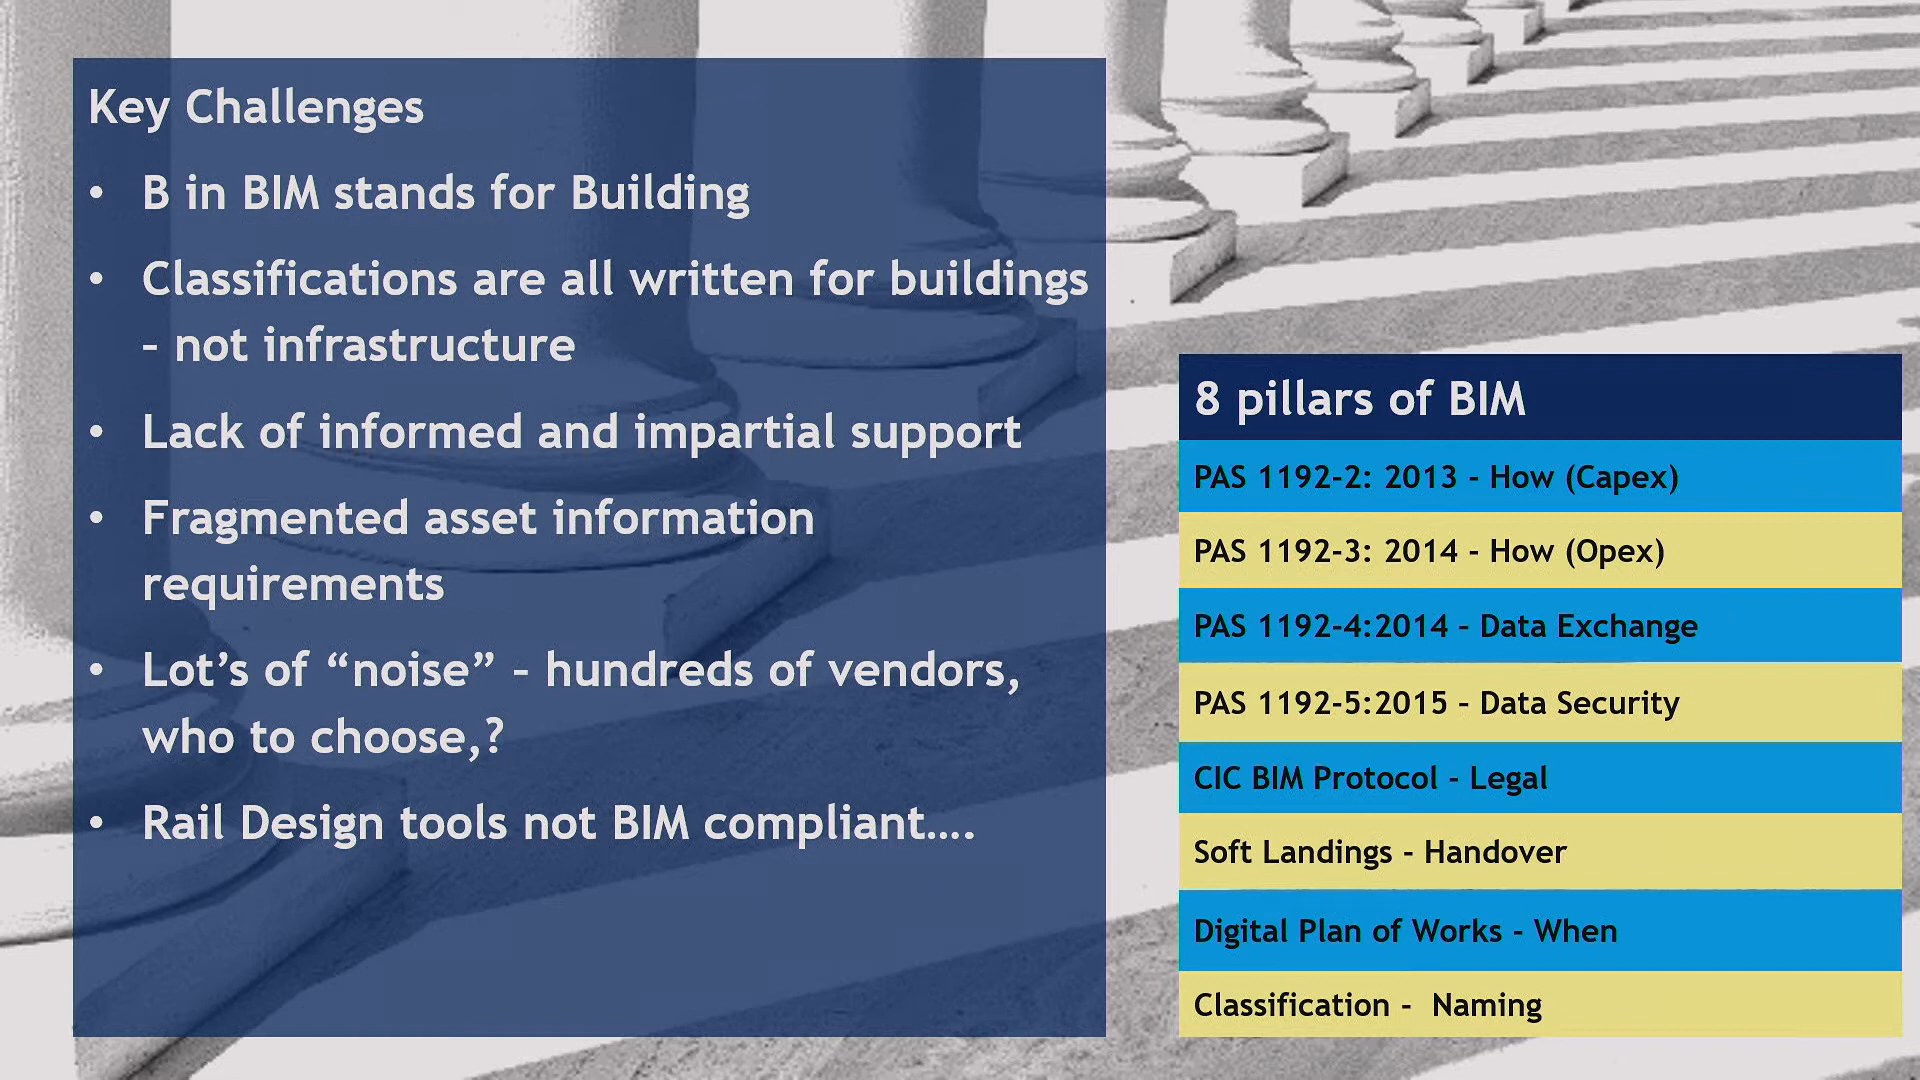 Key Challenges
• B in BIM stands for Building
• Classifications are all written for buildings
– not infrastructure
• Lack of informed and impartial support
• Fragmented asset information
requirements
• Lot’s of “noise” – hundreds of vendors,
who to choose,?
• Rail Design tools not BIM compliant….
8 pillars of BIM
PAS 1192-2: 2013 - How (Capex)
PAS 1192-3: 2014 - How (Opex)
PAS 1192-4:2014 – Data Exchange
PAS 1192-5:2015 – Data Security
CIC BIM Protocol - Legal
Soft Landings - Handover
Digital Plan of Works - When
Classification - Naming